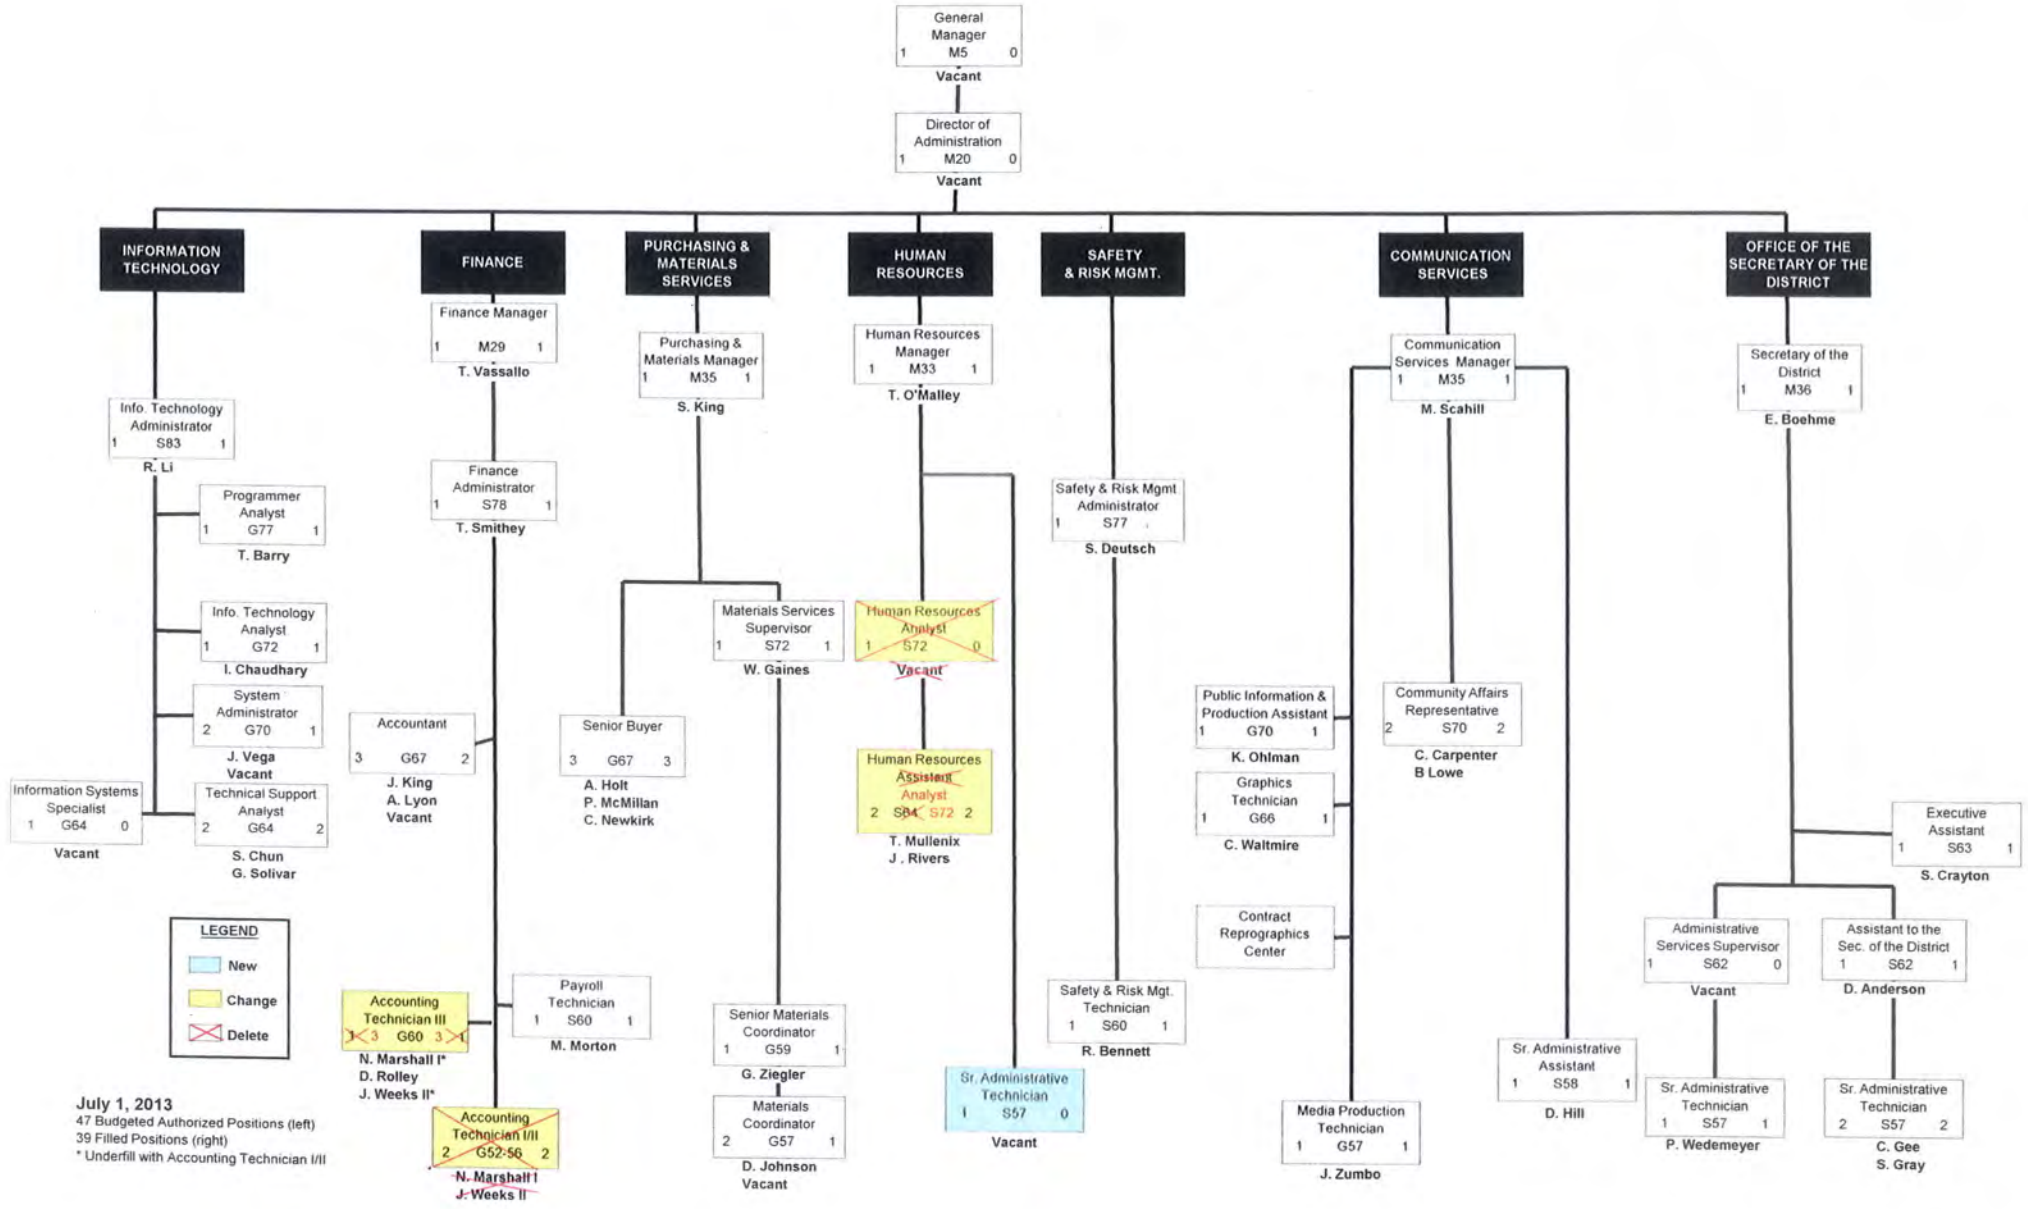 General
Manager
1 M5 0
Vacant
Director of
Administration
1 M20 0
Vacant
INFORMATION
TECHNOLOGY
Info. Technology
Administrator
1 S83 1
R. Li
Programmer
Analyst
1 G77 1
T. Barry
Info. Technology
Analyst
1 G72 1
I. Chaudhary
System
Administrator
2 G70 1
J. Vega
Vacant
Information Systems
Specialist
1 G64 0
Vacant
Technical Support
Analyst
2 G64 2
S. Chun
G. Solivar
FINANCE
Finance Manager
1 M29 1
T. Vassallo
Finance
Administrator
1 S78 1
T. Smithey
Accountant
3 G67 2
J. King
A. Lyon
Vacant
Payroll
Technician
1 S60 1
M. Morton
Accounting
Technician III
1 3 G60 3 1
N. Marshall I*
D. Rolley
J. Weeks II*
Accounting
Technician I/II
2 G52-56 2
N. Marshall I
J. Weeks II
PURCHASING &
MATERIALS
SERVICES
Purchasing &
Materials Manager
1 M35 1
S. King
Senior Buyer
3 G67 3
A. Holt
P. McMillan
C. Newkirk
Materials Services
Supervisor
1 S72 1
W. Gaines
Senior Materials
Coordinator
1 G59 1
G. Ziegler
Materials
Coordinator
2 G57 1
D. Johnson
Vacant
HUMAN
RESOURCES
Human Resources
Manager
1 M33 1
T. O'Malley
Human Resources
Analyst
1 S72 0
Vacant
Human Resources
Assistant
Analyst
2 S64 S72 2
T. Mullenix
J . Rivers
Sr. Administrative
Technician
1 S57 0
Vacant
SAFETY
& RISK MGMT.
Safety & Risk Mgmt
Administrator
1 S77
S. Deutsch
Safety & Risk Mgt.
Technician
1 S60 1
R. Bennett
COMMUNICATION
SERVICES
Communication
Services Manager
1 M35 1
M. Scahill
Public Information &
Production Assistant
1 G70 1
K. Ohlman
Graphics
Technician
1 G66 1
C. Waltmire
Contract
Reprographics
Center
Media Production
Technician
1 G57 1
J. Zumbo
Community Affairs
Representative
2 S70 2
C. Carpenter
B Lowe
Sr. Administrative
Assistant
1 S58 1
D. Hill
OFFICE OF THE
SECRETARY OF THE
DISTRICT
Secretary of the
District
1 M36 1
E. Boehme
Executive
Assistant
1 S63 1
S. Crayton
Administrative
Services Supervisor
1 S62 0
Vacant
Sr. Administrative
Technician
1 S57 1
P. Wedemeyer
Assistant to the
Sec. of the District
1 S62 1
D. Anderson
Sr. Administrative
Technician
2 S57 2
C. Gee
S. Gray
LEGEND
New
Change
Delete
July 1, 2013
47 Budgeted Authorized Positions (left)
39 Filled Positions (right)
* Underfill with Accounting Technician I/II